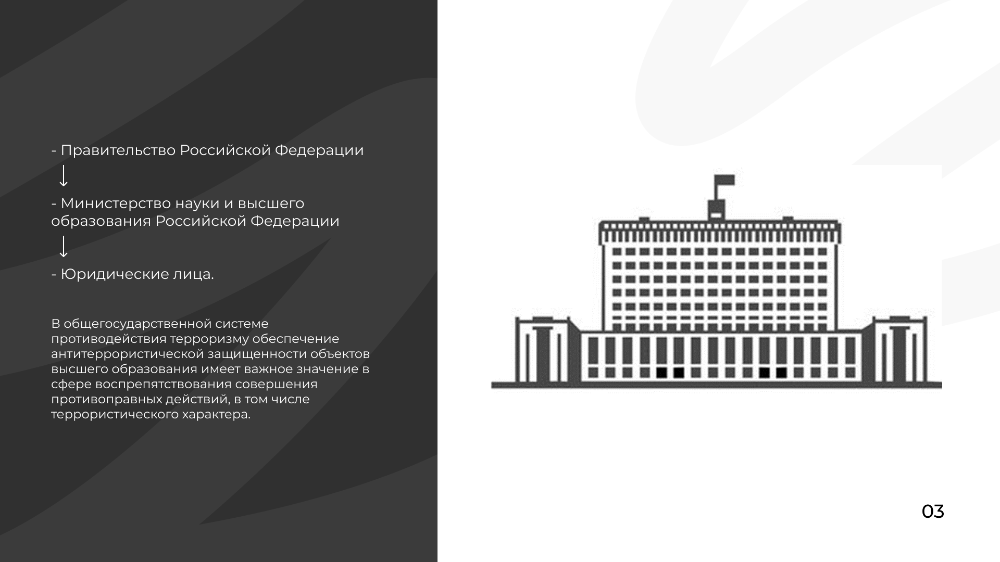 - Правительство Российской Федерации
- Министерство науки и высшего
образования Российской Федерации
- Юридические лица.
В общегосударственной системе
противодействия терроризму обеспечение
антитеррористической защищенности объектов
высшего образования имеет важное значение в
сфере воспрепятствования совершения
противоправных действий, в том числе
террористического характера.
03